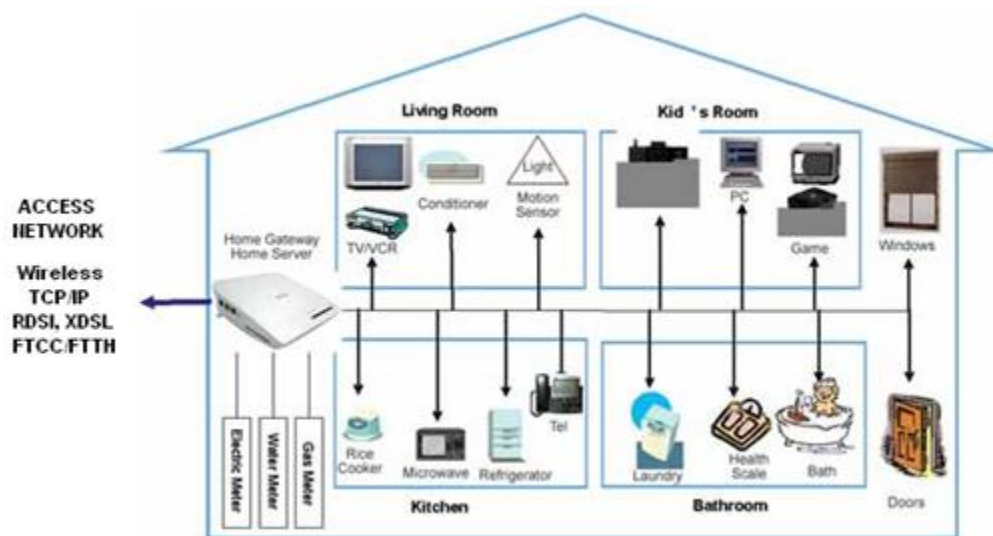 Living Room
Kid 's Room
Light
Conditioner
Motion
Sensor
TV/VCR
PC
Game
Windows
ACCESS
NETWORK
Wireless
TCP/IP
RDSI, XDSL
FTCC/FTTH
Home Gateway
Home Server
Electric Meter
Water Meter
Gas Meter
Rice
Cooker
Microwave
Refrigerator
Tel
Laundry
Health
Scale
Bath
Doors
Kitchen
Bathroom